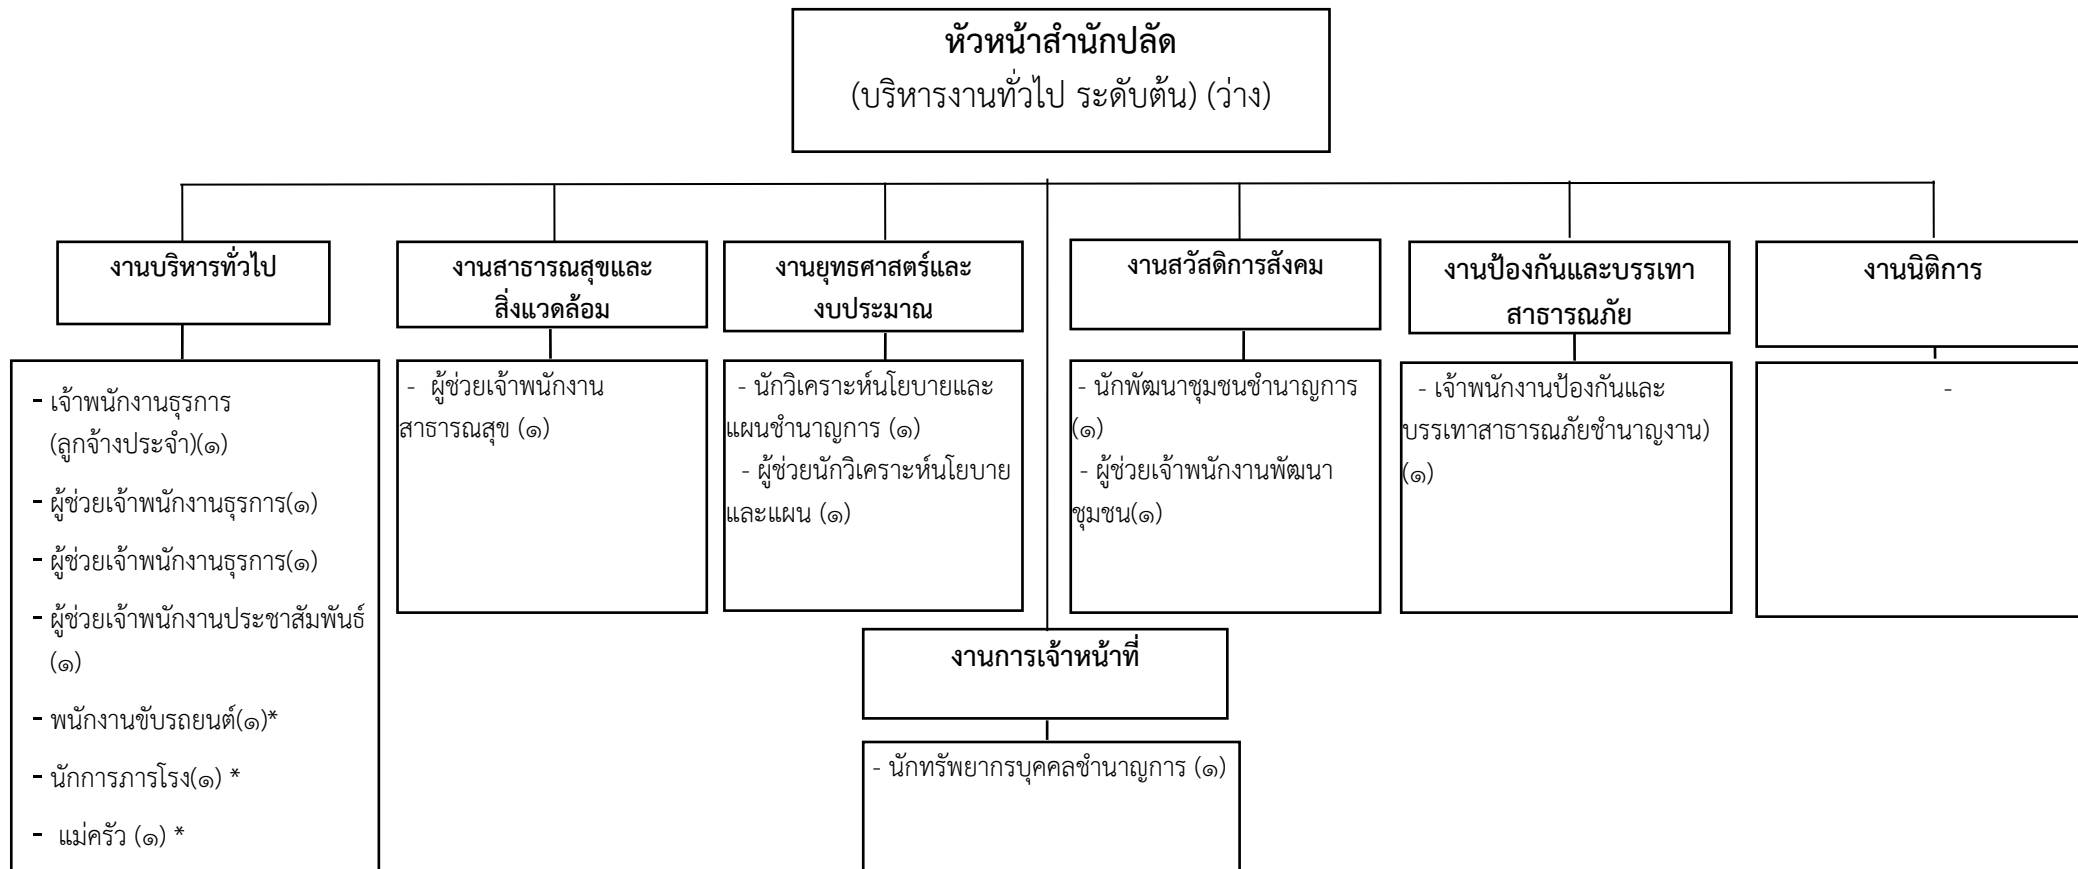 หัวหน้าสำนักปลัด
(บริหารงานทั่วไป ระดับต้น) (ว่าง)
งานบริหารทั่วไป
- เจ้าพนักงานธุรการ
(ลูกจ้างประจำ)(๑)
- ผู้ช่วยเจ้าพนักงานธุรการ(๑)
- ผู้ช่วยเจ้าพนักงานธุรการ(๑)
- ผู้ช่วยเจ้าพนักงานประชาสัมพันธ์
(๑)
- พนักงานขับรถยนต์(๑)*
- นักการภารโรง(๑) *
- แม่ครัว (๑) *
งานสาธารณสุขและ
สิ่งแวดล้อม
- ผู้ช่วยเจ้าพนักงาน
สาธารณสุข (๑)
งานยุทธศาสตร์และ
งบประมาณ
- นักวิเคราะห์นโยบายและ
แผนชำนาญการ (๑)
- ผู้ช่วยนักวิเคราะห์นโยบาย
และแผน (๑)
งานสวัสดิการสังคม
- นักพัฒนาชุมชนชำนาญการ
(๑)
- ผู้ช่วยเจ้าพนักงานพัฒนา
ชุมชน(๑)
งานป้องกันและบรรเทา
สาธารณภัย
- เจ้าพนักงานป้องกันและ
บรรเทาสาธารณภัยชำนาญงาน)
(๑)
งานนิติการ
-
งานการเจ้าหน้าที่
- นักทรัพยากรบุคคลชำนาญการ (๑)